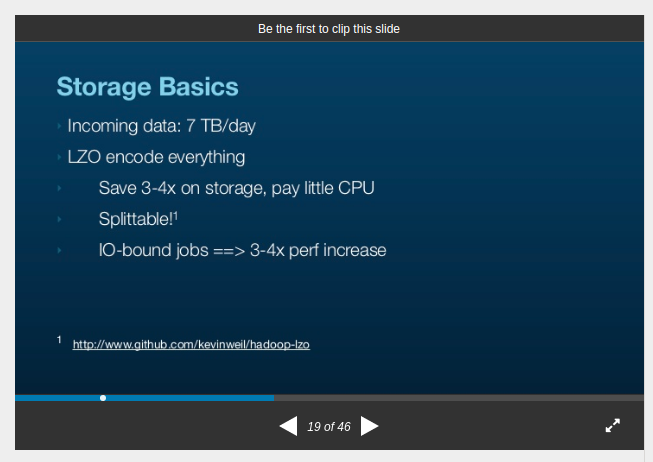 Be the first to clip this slide
Storage Basics
Incoming data: 7 TB/day
LZO encode everything
Save 3-4x on storage, pay little CPU
Splittable!¹
IO-bound jobs ==> 3-4x perf increase
1 http://www.github.com/kevinweil/hadoop-lzo
19 of 46